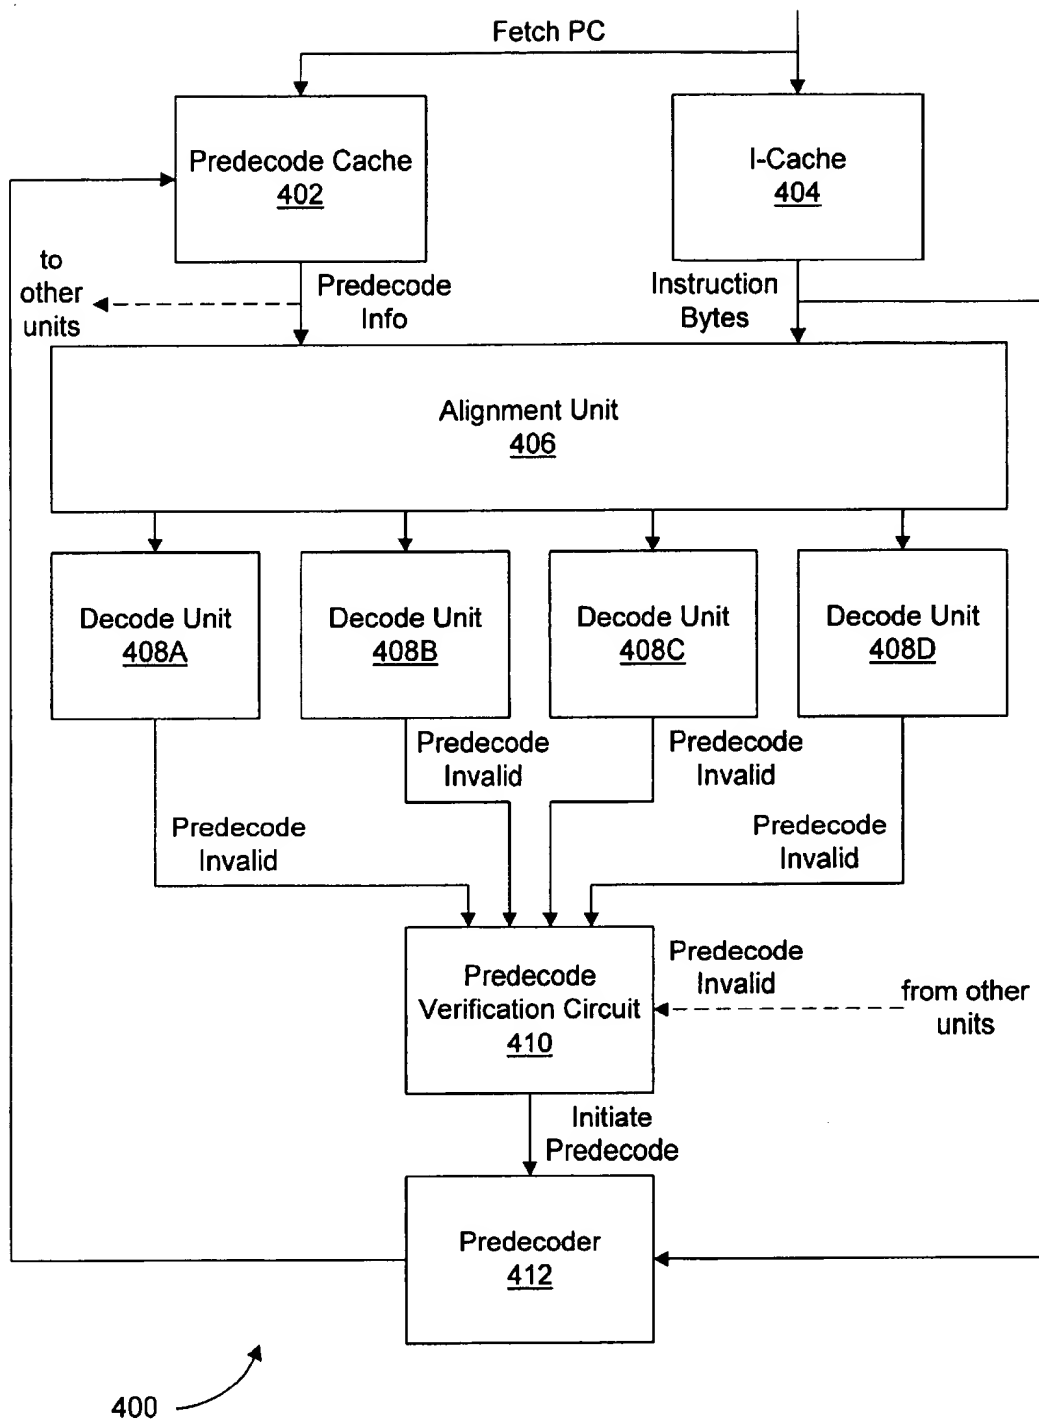 Fetch PC
Predecode Cache
402
I-Cache
404
to
other
units
Predecode
Info
Instruction
Bytes
Alignment Unit
406
Decode Unit
408A
Decode Unit
408B
Decode Unit
408C
Decode Unit
408D
Predecode
Invalid
Predecode
Invalid
Predecode
Invalid
Predecode
Invalid
Predecode
Verification Circuit
410
Predecode
Invalid
from other
units
Initiate
Predecode
Predecoder
412
400